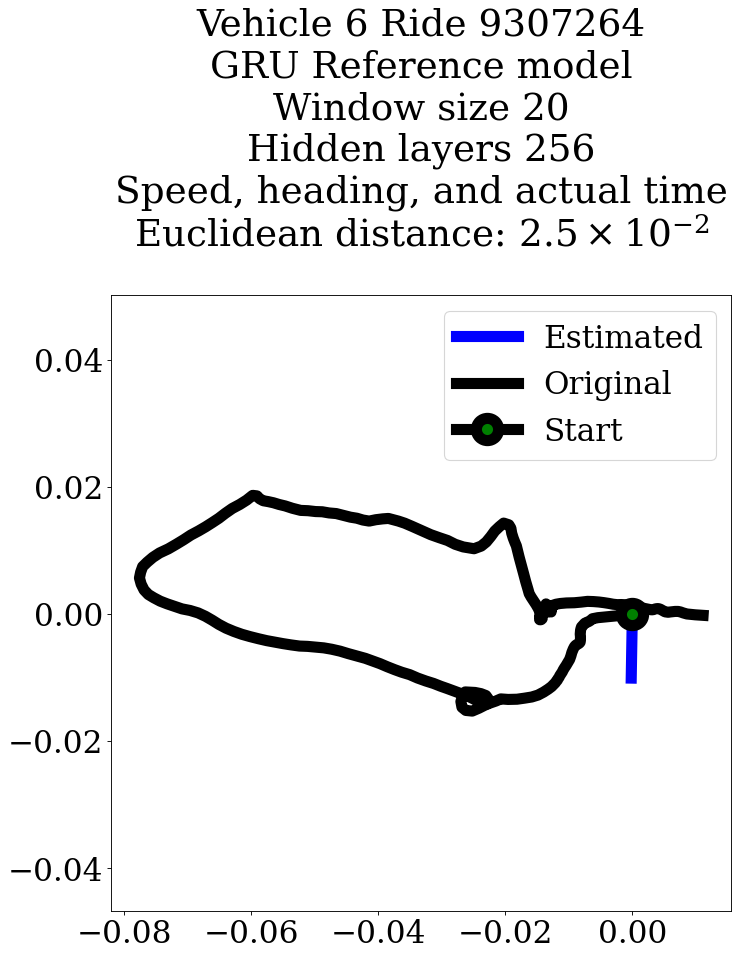 Vehicle 6 Ride 9307264
GRU Reference model
Window size 20
Hidden layers 256
Speed, heading, and actual time
Euclidean distance: 2.5 × 10⁻²
Estimated
Original
Start
0.04
0.02
0.00
−0.02
−0.04
−0.08 −0.06 −0.04 −0.02 0.00